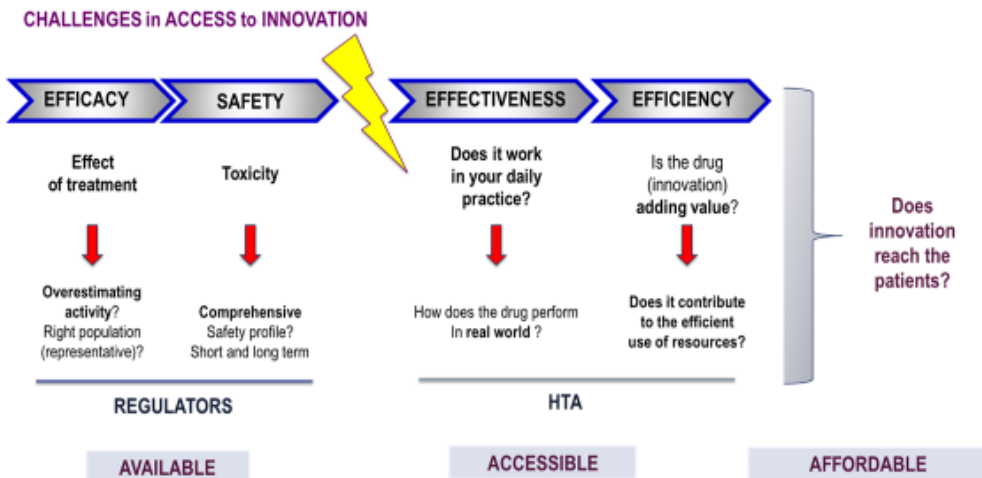 CHALLENGES in ACCESS to INNOVATION
EFFICACY
SAFETY
EFFECTIVENESS
EFFICIENCY
Effect
of treatment
Toxicity
Does it work
in your daily
practice?
Is the drug
(innovation)
adding value?
Overestimating
activity?
Right population
(representative)?
Comprehensive
Safety profile?
Short and long term
How does the drug perform
In real world ?
Does it contribute
to the efficient
use of resources?
Does
innovation
reach the
patients?
REGULATORS
HTA
AVAILABLE
ACCESSIBLE
AFFORDABLE